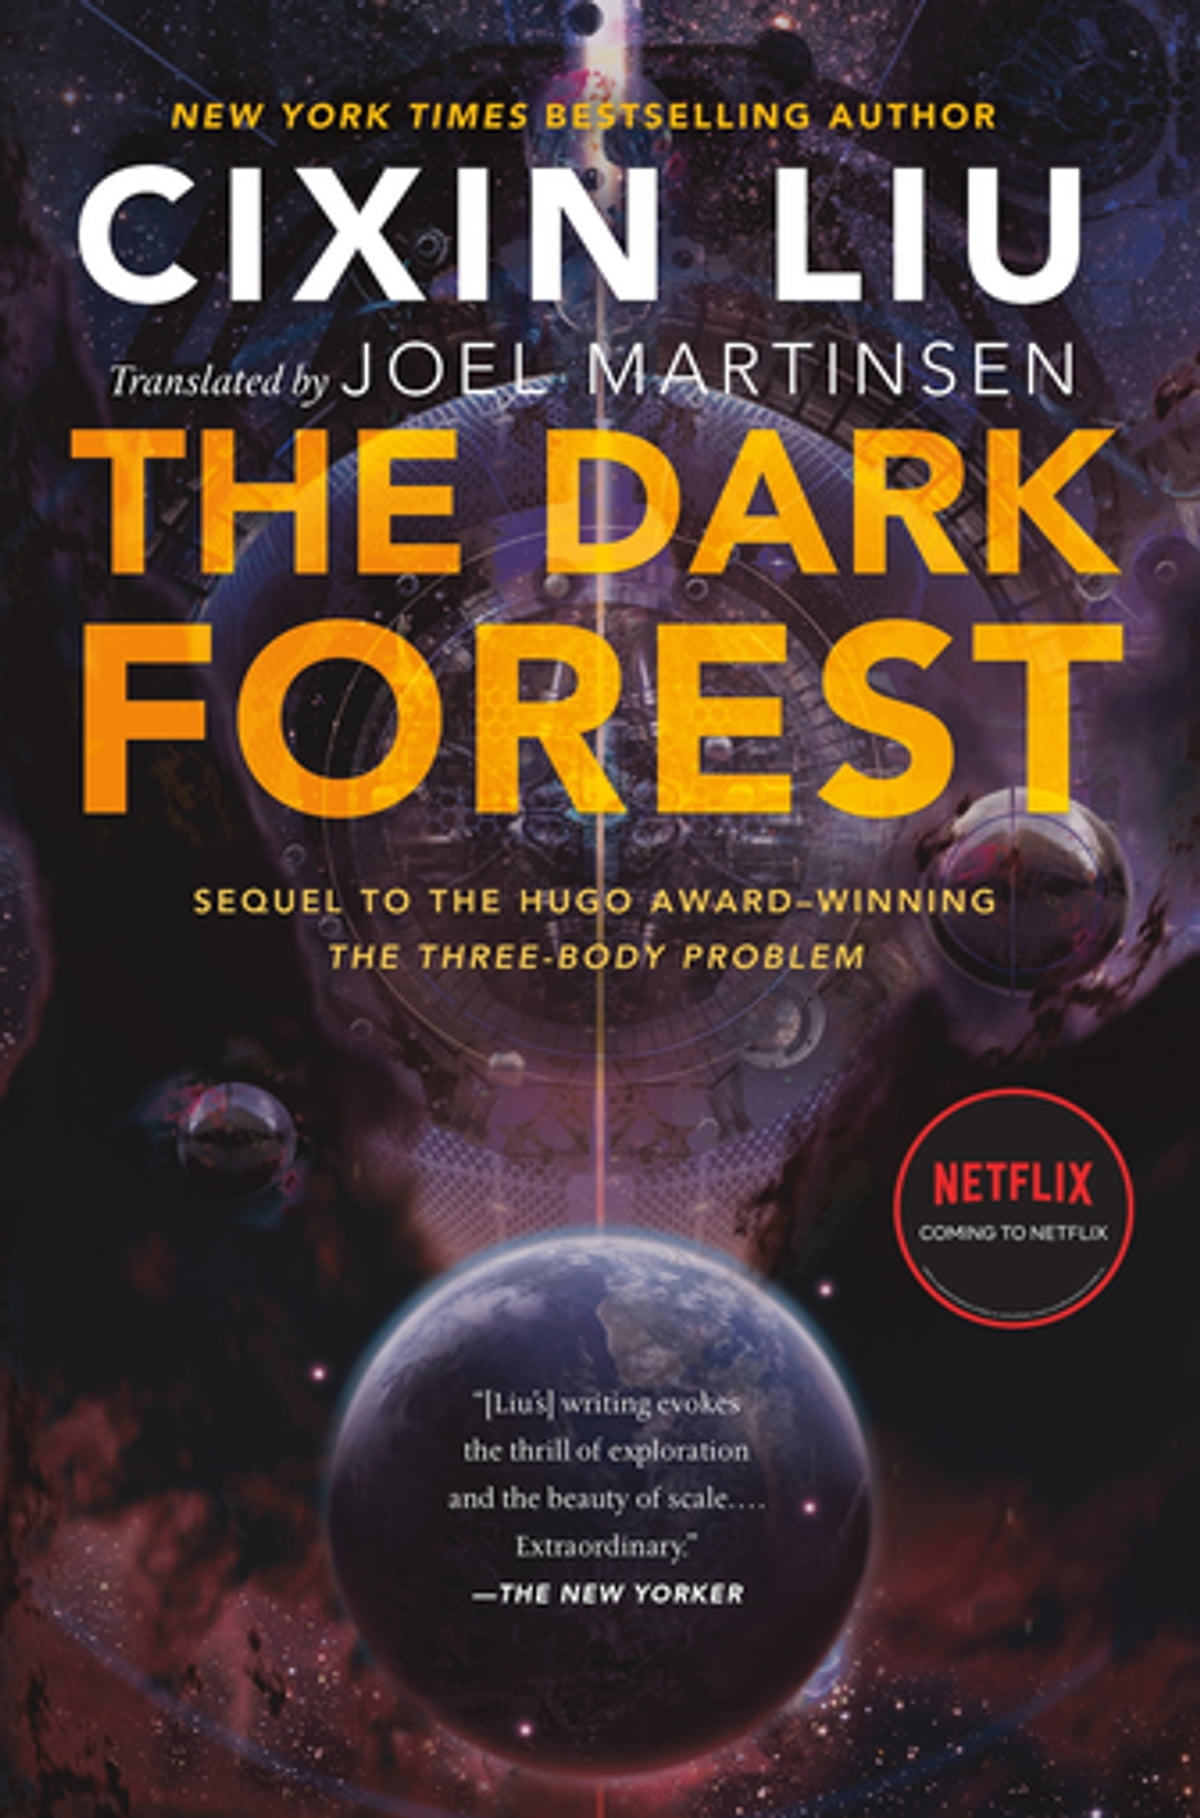 NEW YORK TIMES BESTSELLING AUTHOR
CIXIN LIU
Translated by JOEL MARTINSEN
THE DARK
FOREST
SEQUEL TO THE HUGO AWARD–WINNING
THE THREE-BODY PROBLEM
NETFLIX
COMING TO NETFLIX
“[Liu’s] writing evokes
the thrill of exploration
and the beauty of scale....
Extraordinary.”
—THE NEW YORKER